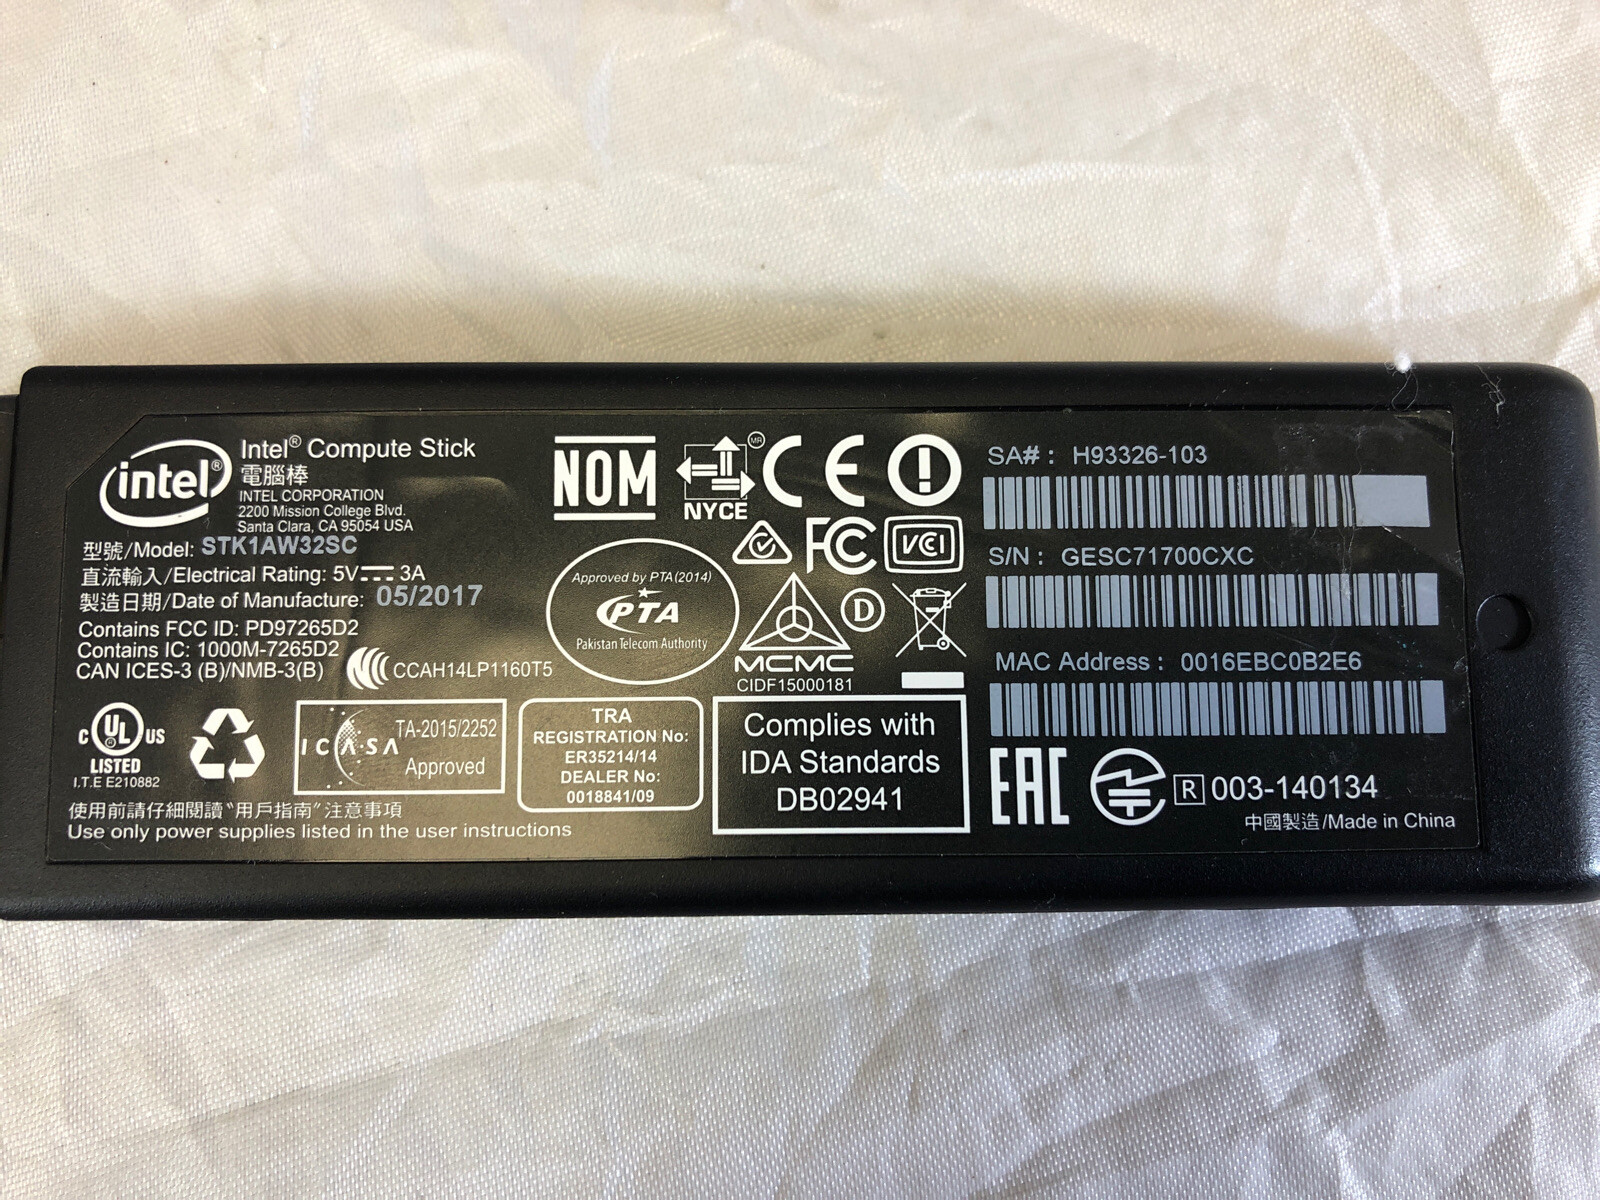 intel®
Intel® Compute Stick
電腦棒
INTEL CORPORATION
2200 Mission College Blvd.
Santa Clara, CA 95054 USA
型號/Model: STK1AW32SC
直流輸入/Electrical Rating: 5V 3A
製造日期/Date of Manufacture: 05/2017
Contains FCC ID: PD97265D2
Contains IC: 1000M-7265D2
CAN ICES-3 (B)/NMB-3(B)
CCAH14LP1160T5
C UL US
LISTED
I.T.E E210882
ICASA
TA-2015/2252
Approved
使用前請仔細閱讀"用戶指南"注意事項
Use only power supplies listed in the user instructions
NOM
NYCE
MR
CE
FC
VCI
Approved by PTA(2014)
PTA
Pakistan Telecom Authority
D
MCMC
CIDF15000181
TRA
REGISTRATION No:
ER35214/14
DEALER No:
0018841/09
Complies with
IDA Standards
DB02941
SA# : H93326-103
S/N : GESC71700CXC
MAC Address : 0016EBC0B2E6
EAC
R 003-140134
中國製造/Made in China